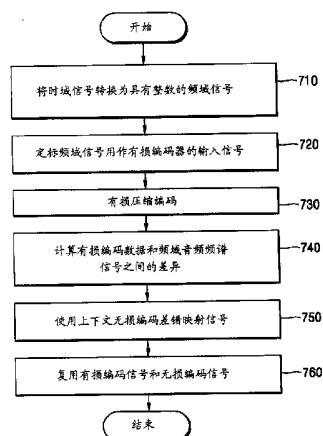 开始
将时域信号转换为具有整数的频域信号
710
定标频域信号用作有损编码器的输入信号
720
有损压缩编码
730
计算有损编码数据和频域音频频谱
信号之间的差异
740
使用上下文无损编码差错映射信号
750
复用有损编码信号和无损编码信号
760
结束